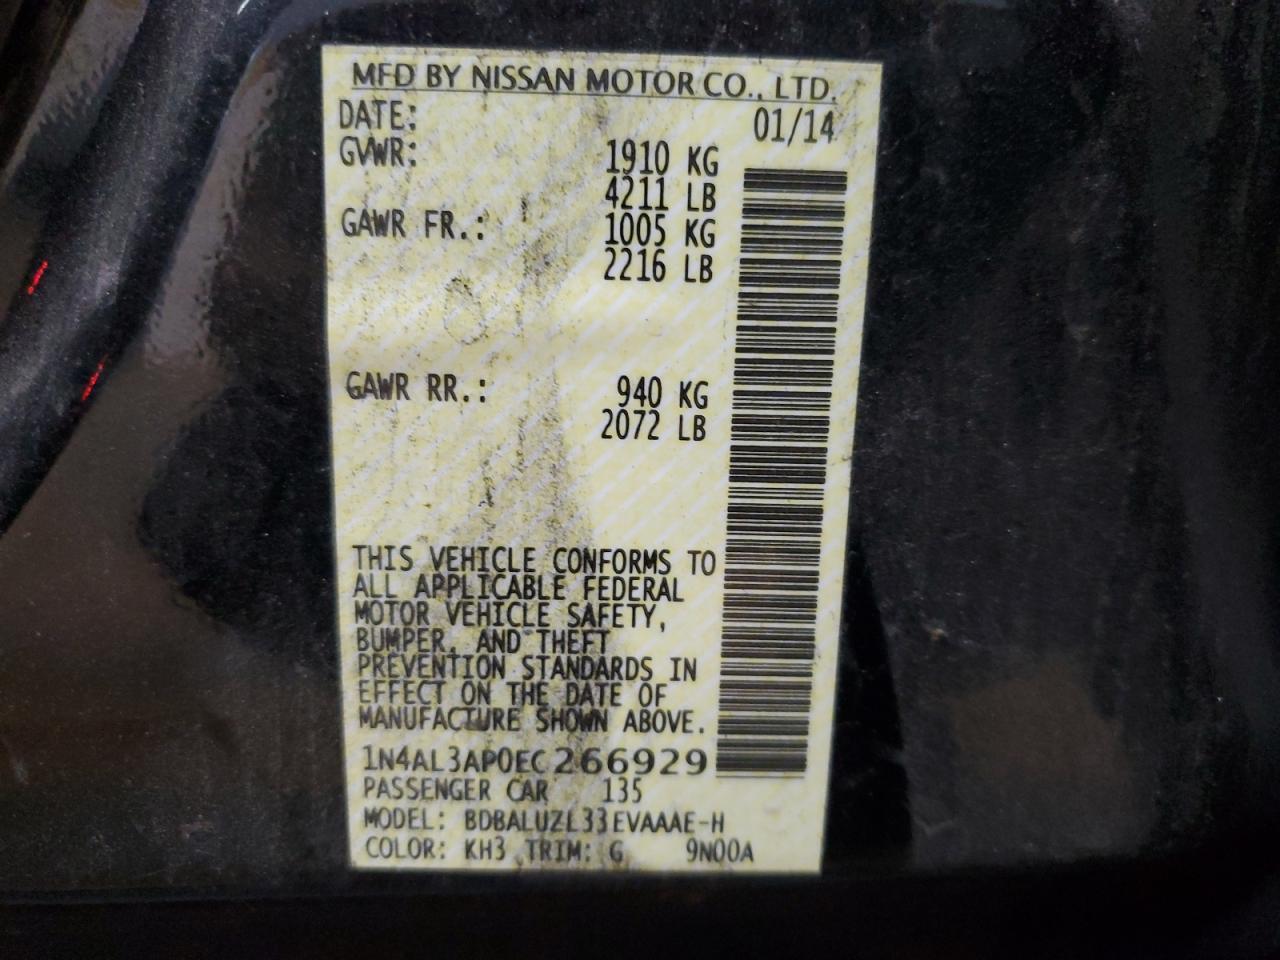 MFD BY NISSAN MOTOR CO., LTD.
DATE: 01/14
GVWR: 1910 KG
4211 LB
GAWR FR.: 1005 KG
2216 LB
GAWR RR.: 940 KG
2072 LB
THIS VEHICLE CONFORMS TO
ALL APPLICABLE FEDERAL
MOTOR VEHICLE SAFETY,
BUMPER, AND THEFT
PREVENTION STANDARDS IN
EFFECT ON THE DATE OF
MANUFACTURE SHOWN ABOVE.
1N4AL3AP0EC266929
PASSENGER CAR 135
MODEL: BDBALUZL33EVAAAE-H
COLOR: KH3 TRIM: G 9N00A